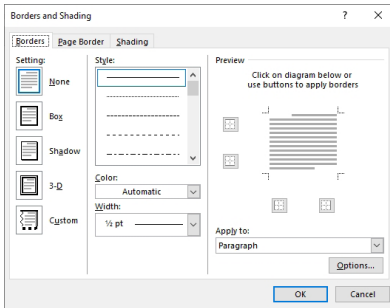 Borders and Shading
? X
Borders Page Border Shading
Setting:
None
Box
Shadow
3-D
Custom
Style:
Color:
Automatic
Width:
½ pt
Preview
Click on diagram below or
use buttons to apply borders
Apply to:
Paragraph
Options...
OK Cancel